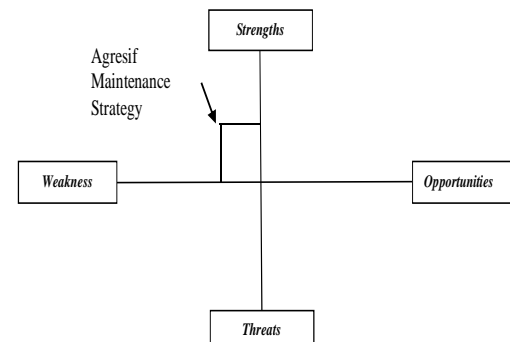 Strengths
Agresif
Maintenance
Strategy
Weakness
Opportunities
Threats